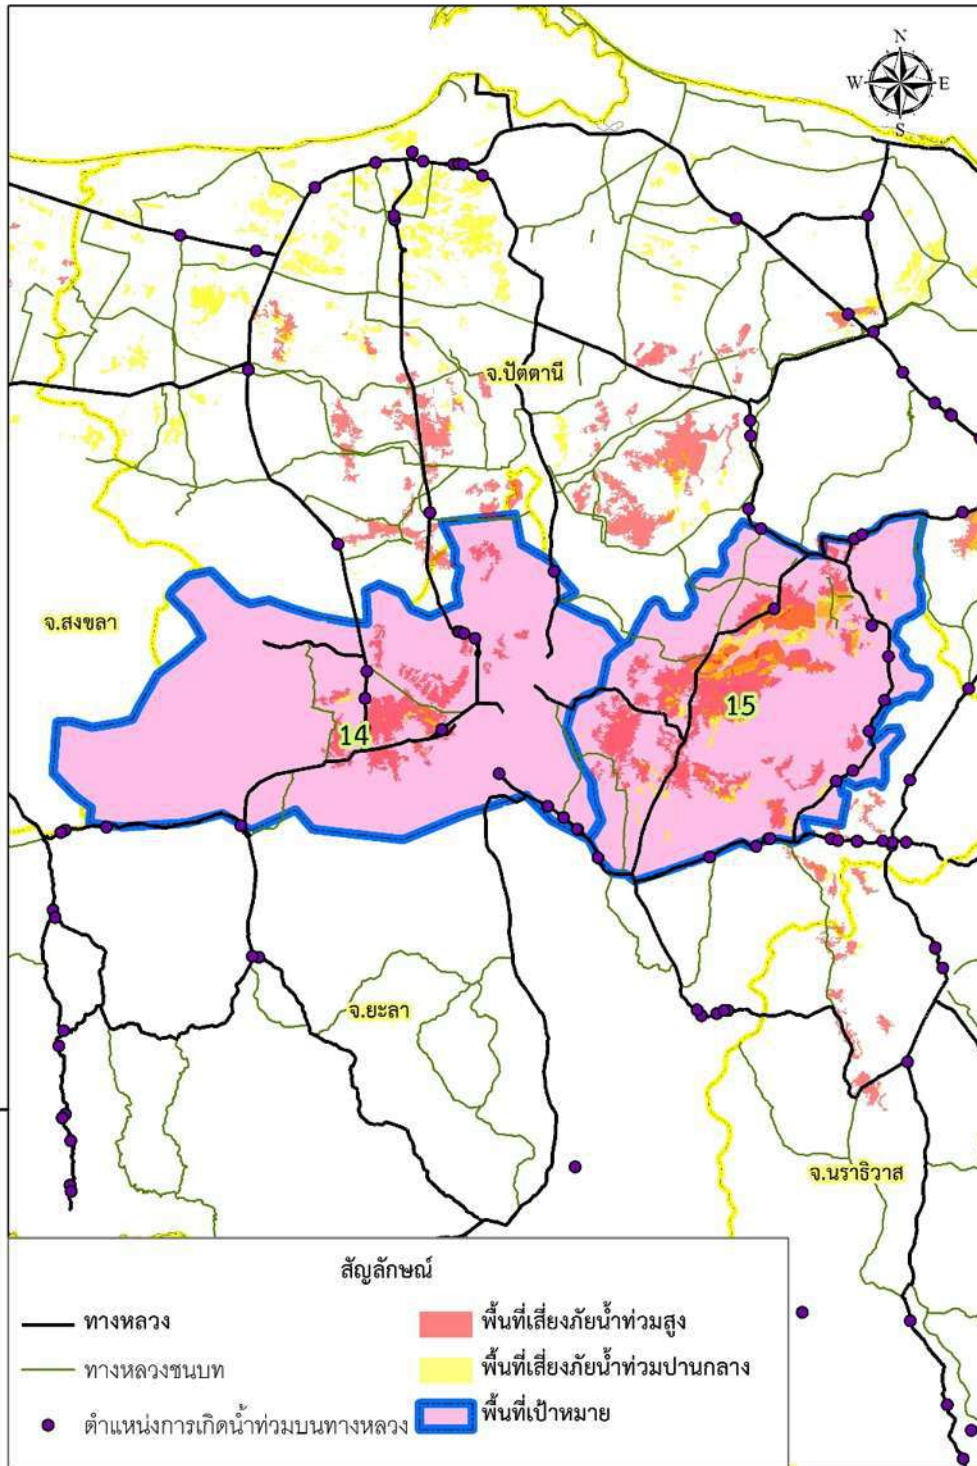 N
W E
S
จ.ปัตตานี
จ.สงขลา
15
14
จ.ยะลา
จ.นราธิวาส
สัญลักษณ์
ทางหลวง
พื้นที่เสี่ยงภัยน้ำท่วมสูง
ทางหลวงชนบท
พื้นที่เสี่ยงภัยน้ำท่วมปานกลาง
ตำแหน่งการเกิดน้ำท่วมบนทางหลวง
พื้นที่เป้าหมาย